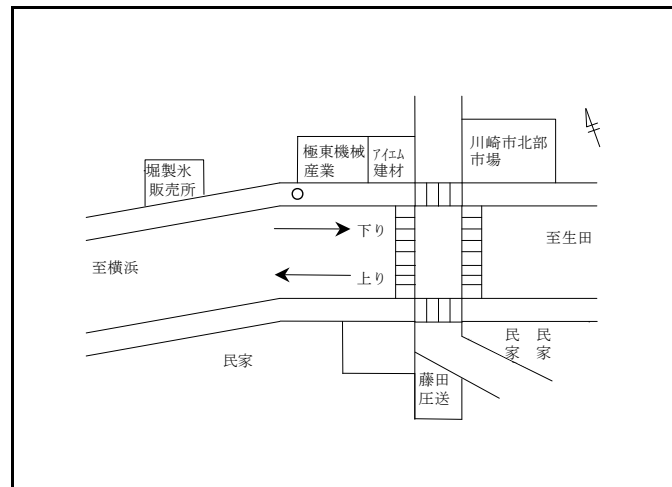 川崎市北部
市場
極東機械
産業
アイエム
建材
堀製氷
販売所
下り
至生田
至横浜
上り
民家
民家
民家
藤田
圧送